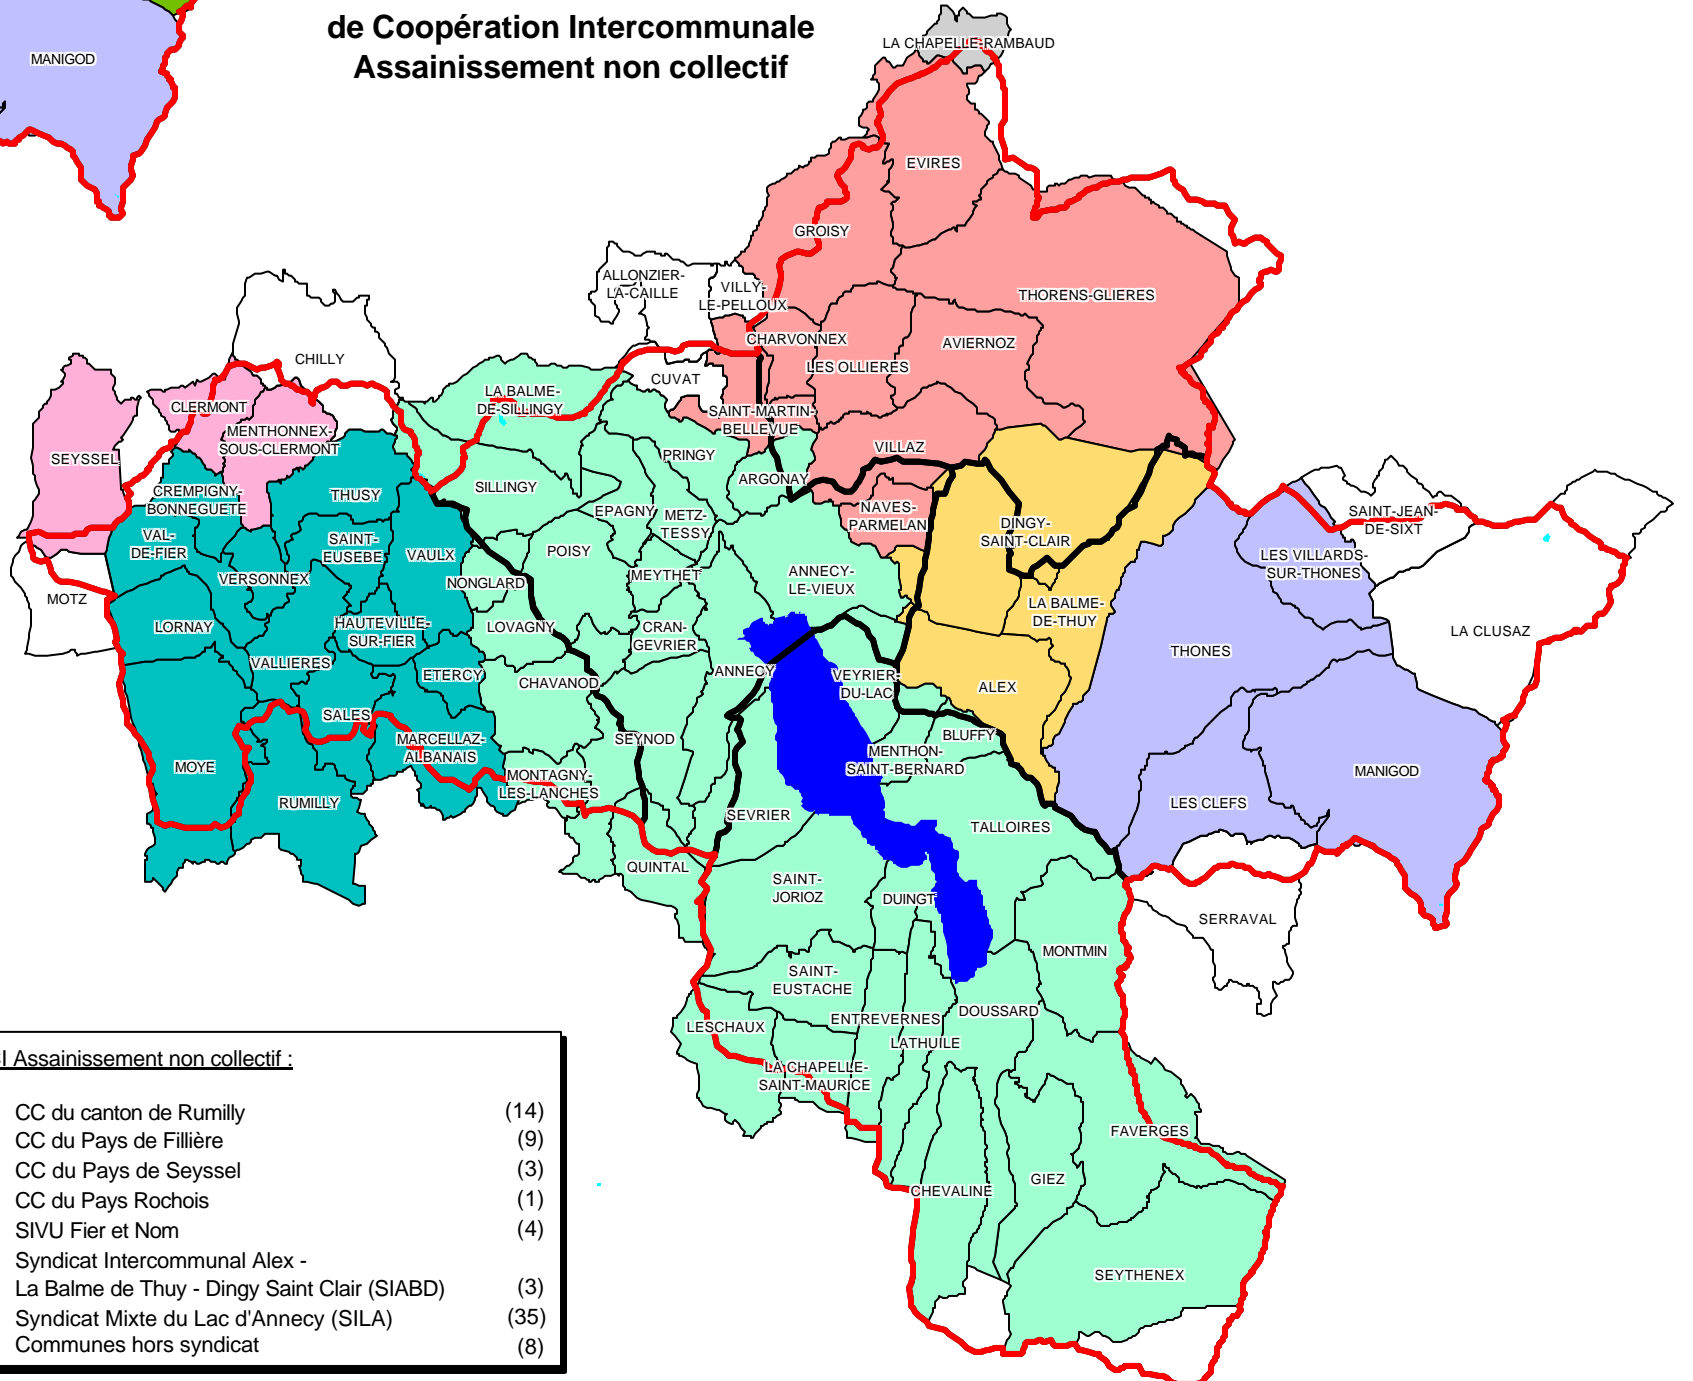 MANIGOD
de Coopération Intercommunale
Assainissement non collectif
LA CHAPELLE-RAMBAUD
EVIRES
GROISY
ALLONZIER-
LA-CAILLE
VILLY-
LE-PELLOUX
THORENS-GLIERES
CHARVONNEX
AVIERNOZ
CHILLY
LES OLLIERES
CUVAT
LA BALME-
DE-SILLINGY
CLERMONT
SAINT-MARTIN-
BELLEVUE
MENTHONNEX-
SOUS-CLERMONT
VILLAZ
SEYSSEL
PRINGY
ARGONAY
SILLINGY
CREMPIGNY-
BONNEGUETE
THUSY
EPAGNY
METZ-
TESSY
NAVES-
PARMELAN
DINGY-
SAINT-CLAIR
SAINT-JEAN-
DE-SIXT
VAL-
DE-FIER
SAINT-
EUSEBE
VAULX
POISY
LES VILLARDS-
SUR-THONES
VERSONNEX
NONGLARD
MEYTHET
ANNECY-
LE-VIEUX
MOTZ
LA BALME-
DE-THUY
LORNAY
HAUTEVILLE-
SUR-FIER
LOVAGNY
CRAN-
GEVRIER
LA CLUSAZ
THONES
VALLIERES
ETERCY
CHAVANOD
ANNECY
VEYRIER-
DU-LAC
ALEX
SALES
MARCELLAZ-
ALBANAIS
SEYNOD
BLUFFY
MENTHON-
SAINT-BERNARD
MOYE
RUMILLY
MONTAGNY-
LES-LANCHES
MANIGOD
LES CLEFS
SEVRIER
TALLOIRES
QUINTAL
SAINT-
JORIOZ
DUINGT
SERRAVAL
MONTMIN
SAINT-
EUSTACHE
LESCHAUX
ENTREVERNES
DOUSSARD
LATHUILE
LA CHAPELLE-
SAINT-MAURICE
FAVERGES
CHEVALINE
GIEZ
SEYTHENEX
I Assainissement non collectif :
CC du canton de Rumilly (14)
CC du Pays de Fillière (9)
CC du Pays de Seyssel (3)
CC du Pays Rochois (1)
SIVU Fier et Nom (4)
Syndicat Intercommunal Alex -
La Balme de Thuy - Dingy Saint Clair (SIABD) (3)
Syndicat Mixte du Lac d'Annecy (SILA) (35)
Communes hors syndicat (8)